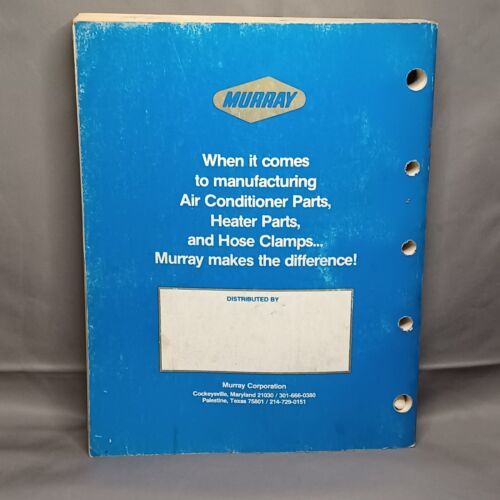 MURRAY
When it comes
to manufacturing
Air Conditioner Parts,
Heater Parts,
and Hose Clamps...
Murray makes the difference!
DISTRIBUTED BY
Murray Corporation
Cockeysville, Maryland 21030 / 301-666-0380
Palestine, Texas 75801 / 214-729-0151